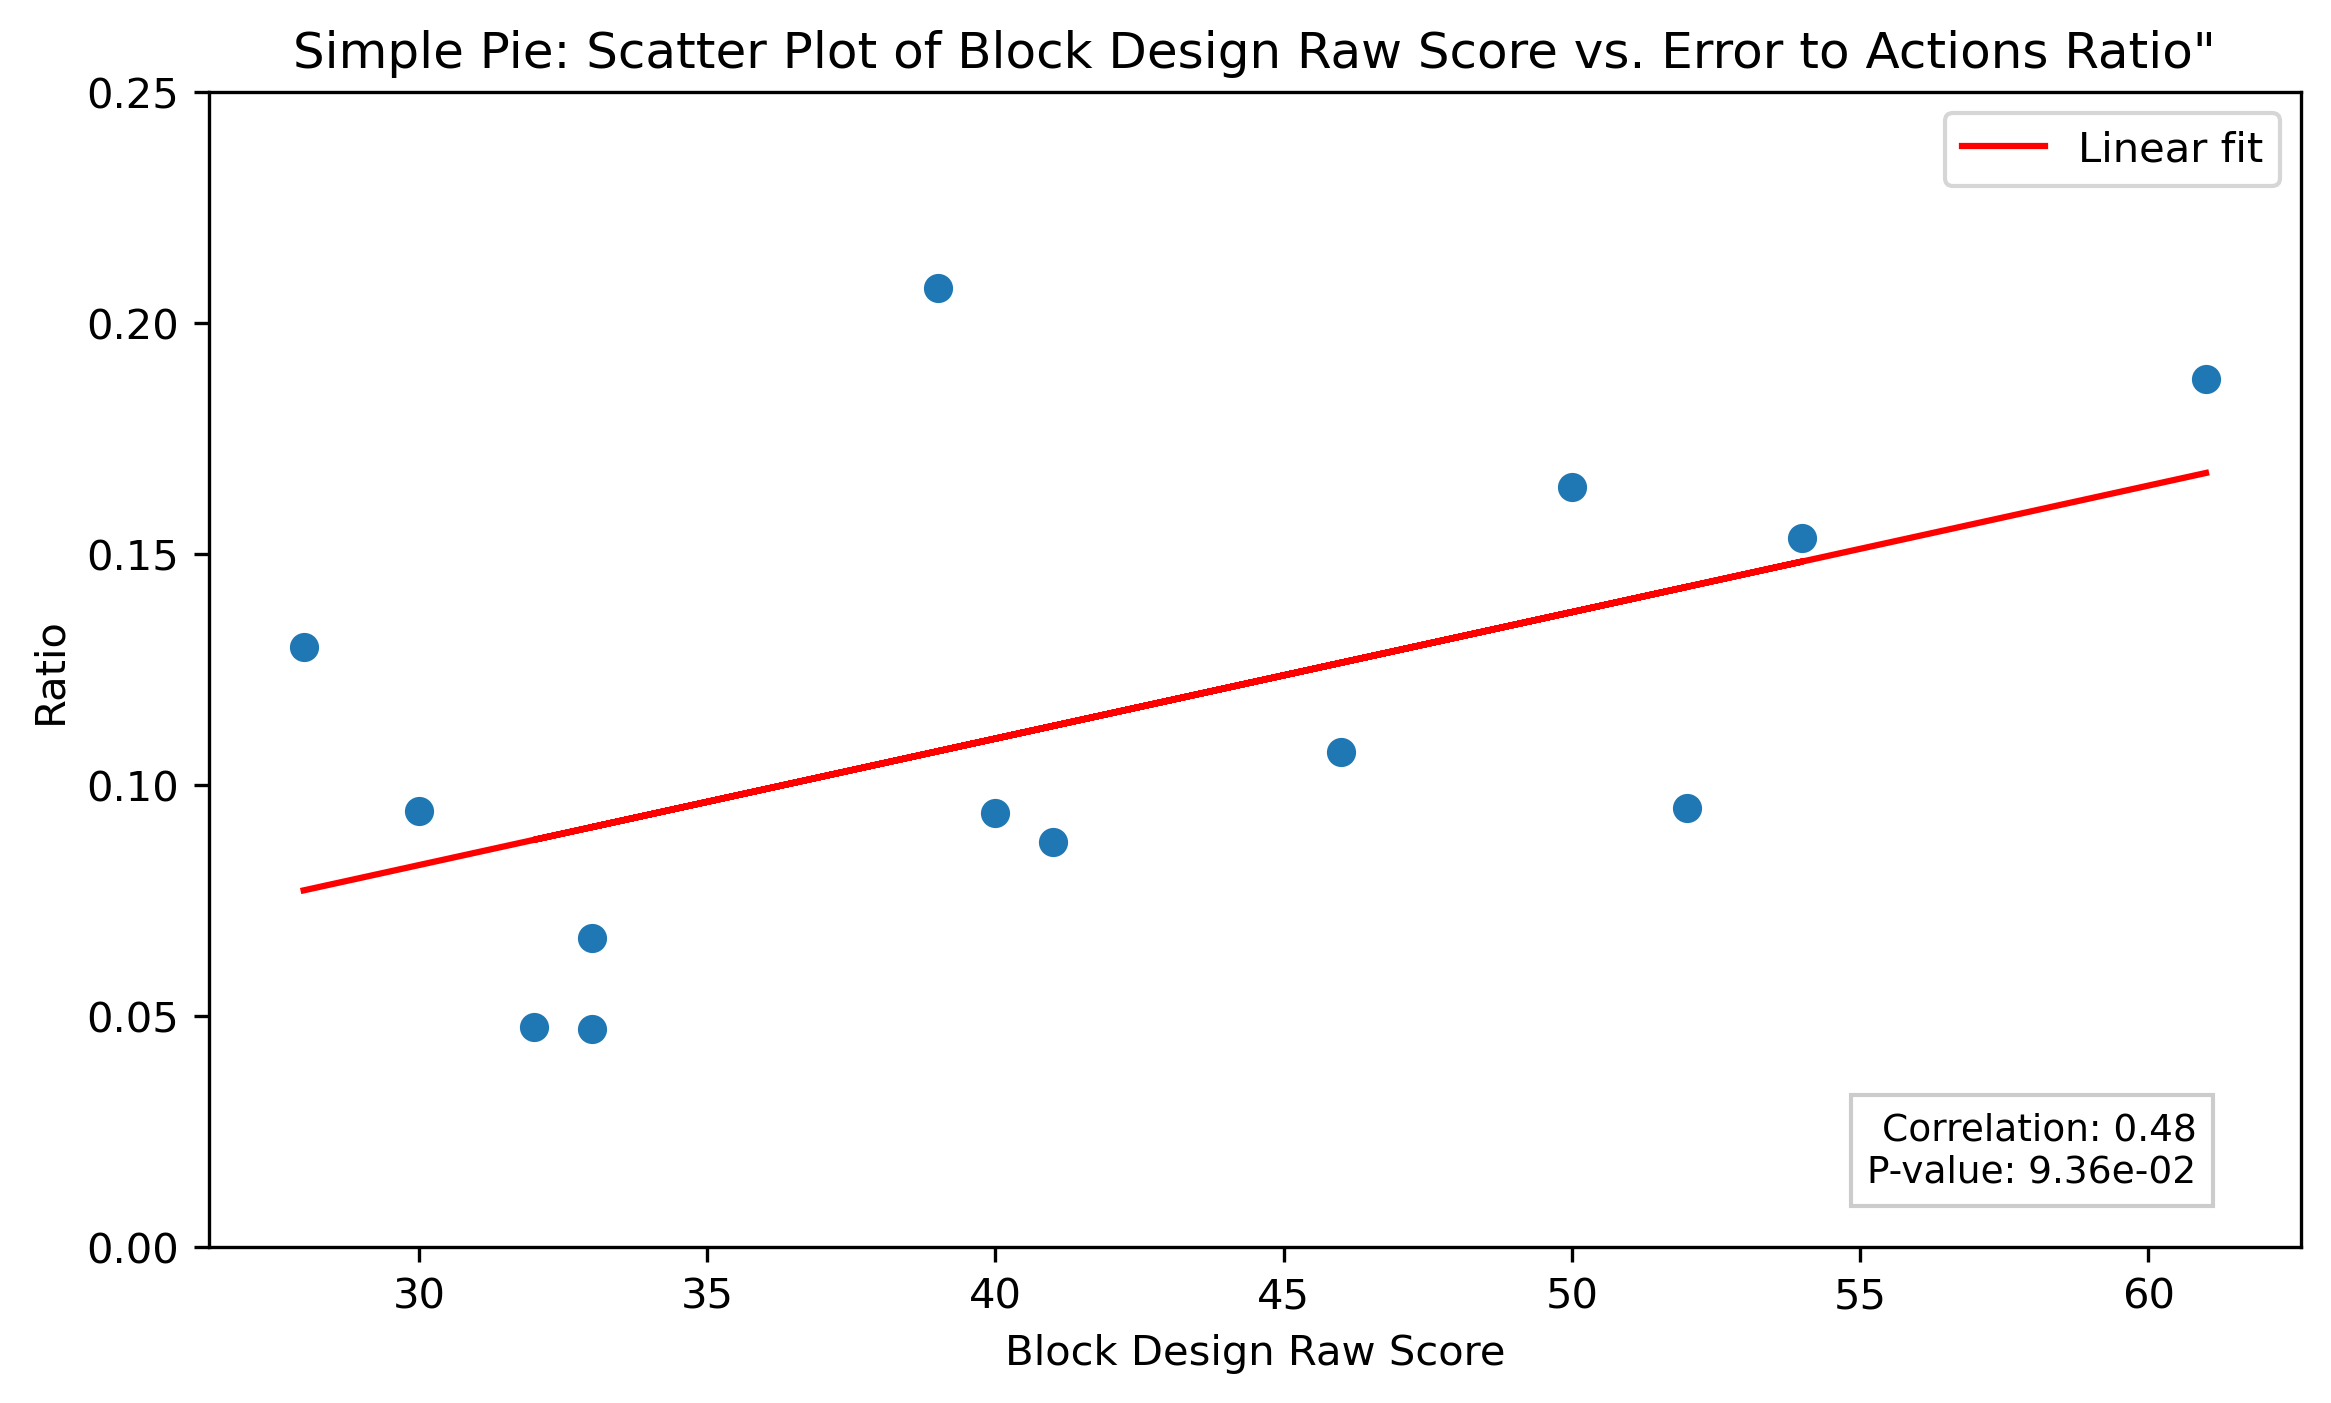 Simple Pie: Scatter Plot of Block Design Raw Score vs. Error to Actions Ratio"
0.25
Linear fit
0.20
0.15
Ratio
0.10
0.05
Correlation: 0.48
P-value: 9.36e-02
0.00
30 35 40 45 50 55 60
Block Design Raw Score